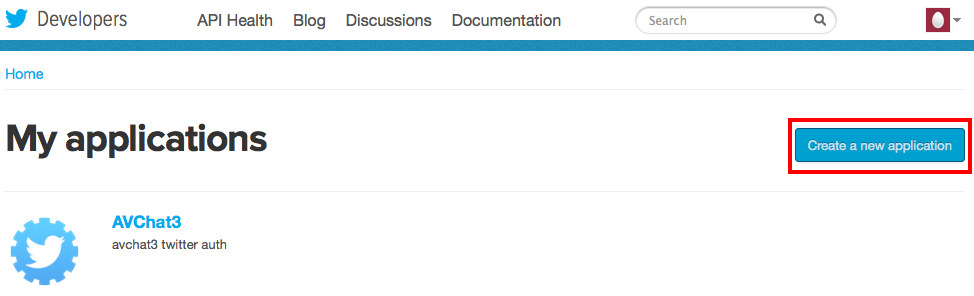 Developers API Health Blog Discussions Documentation Search
Home
My applications
Create a new application
AVChat3
avchat3 twitter auth